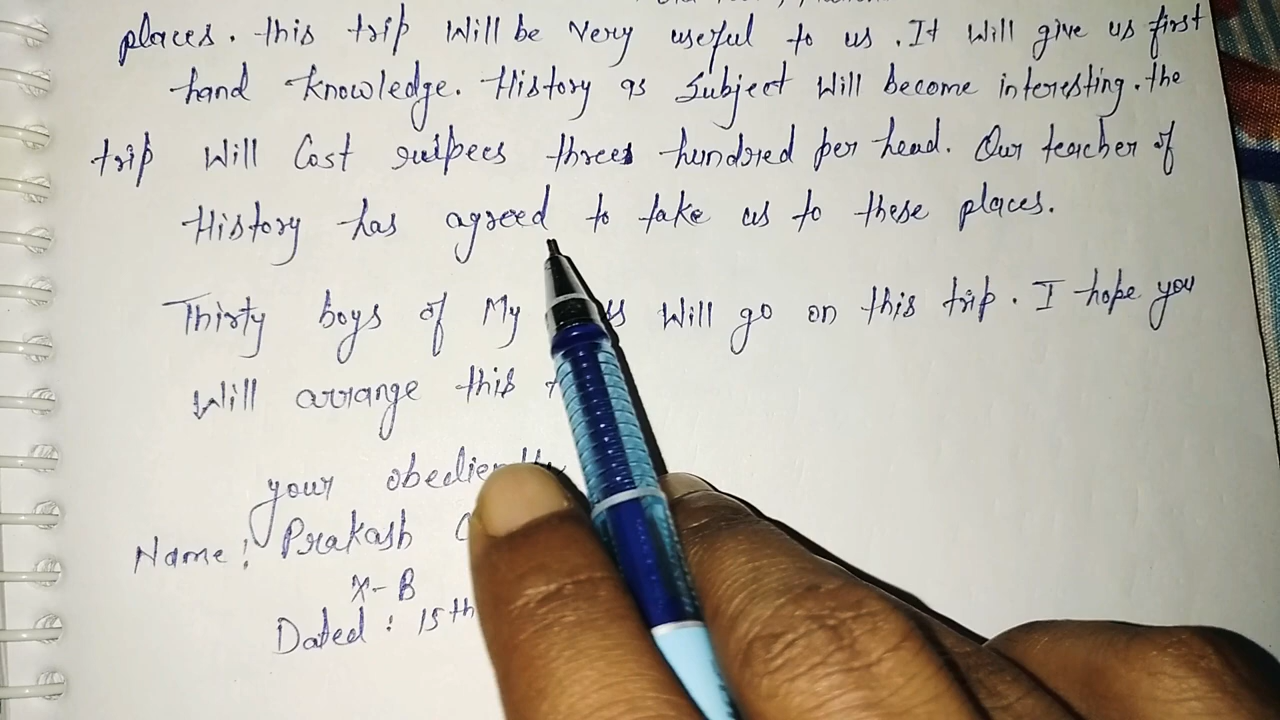 places. this trip Will be Very useful to us. It Will give us first
hand Knowledge. History as Subject Will become interesting. the
trip Will Cost ruipees three hundred per head. Our teacher of
History has agreed to take us to these places.
Thirty boys of My Will go on this trip. I hope you
Will arrange this
your
Name: Prakash
X-B
Dated: 15th